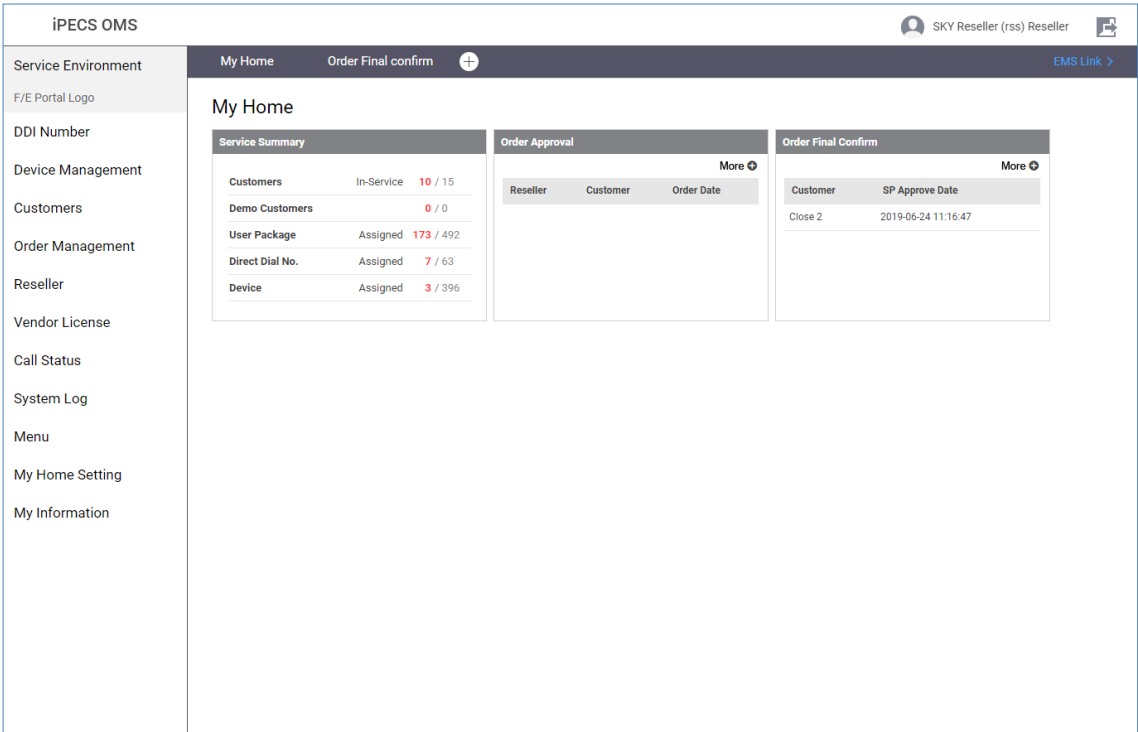 iPECS OMS
SKY Reseller (rss) Reseller
Service Environment
F/E Portal Logo
DDI Number
Device Management
Customers
Order Management
Reseller
Vendor License
Call Status
System Log
Menu
My Home Setting
My Information
My Home Order Final confirm
EMS Link >
My Home
Service Summary
Customers In-Service 10 / 15
Demo Customers 0 / 0
User Package Assigned 173 / 492
Direct Dial No. Assigned 7 / 63
Device Assigned 3 / 396
Order Approval
More
Reseller Customer Order Date
Order Final Confirm
More
Customer SP Approve Date
Close 2 2019-06-24 11:16:47